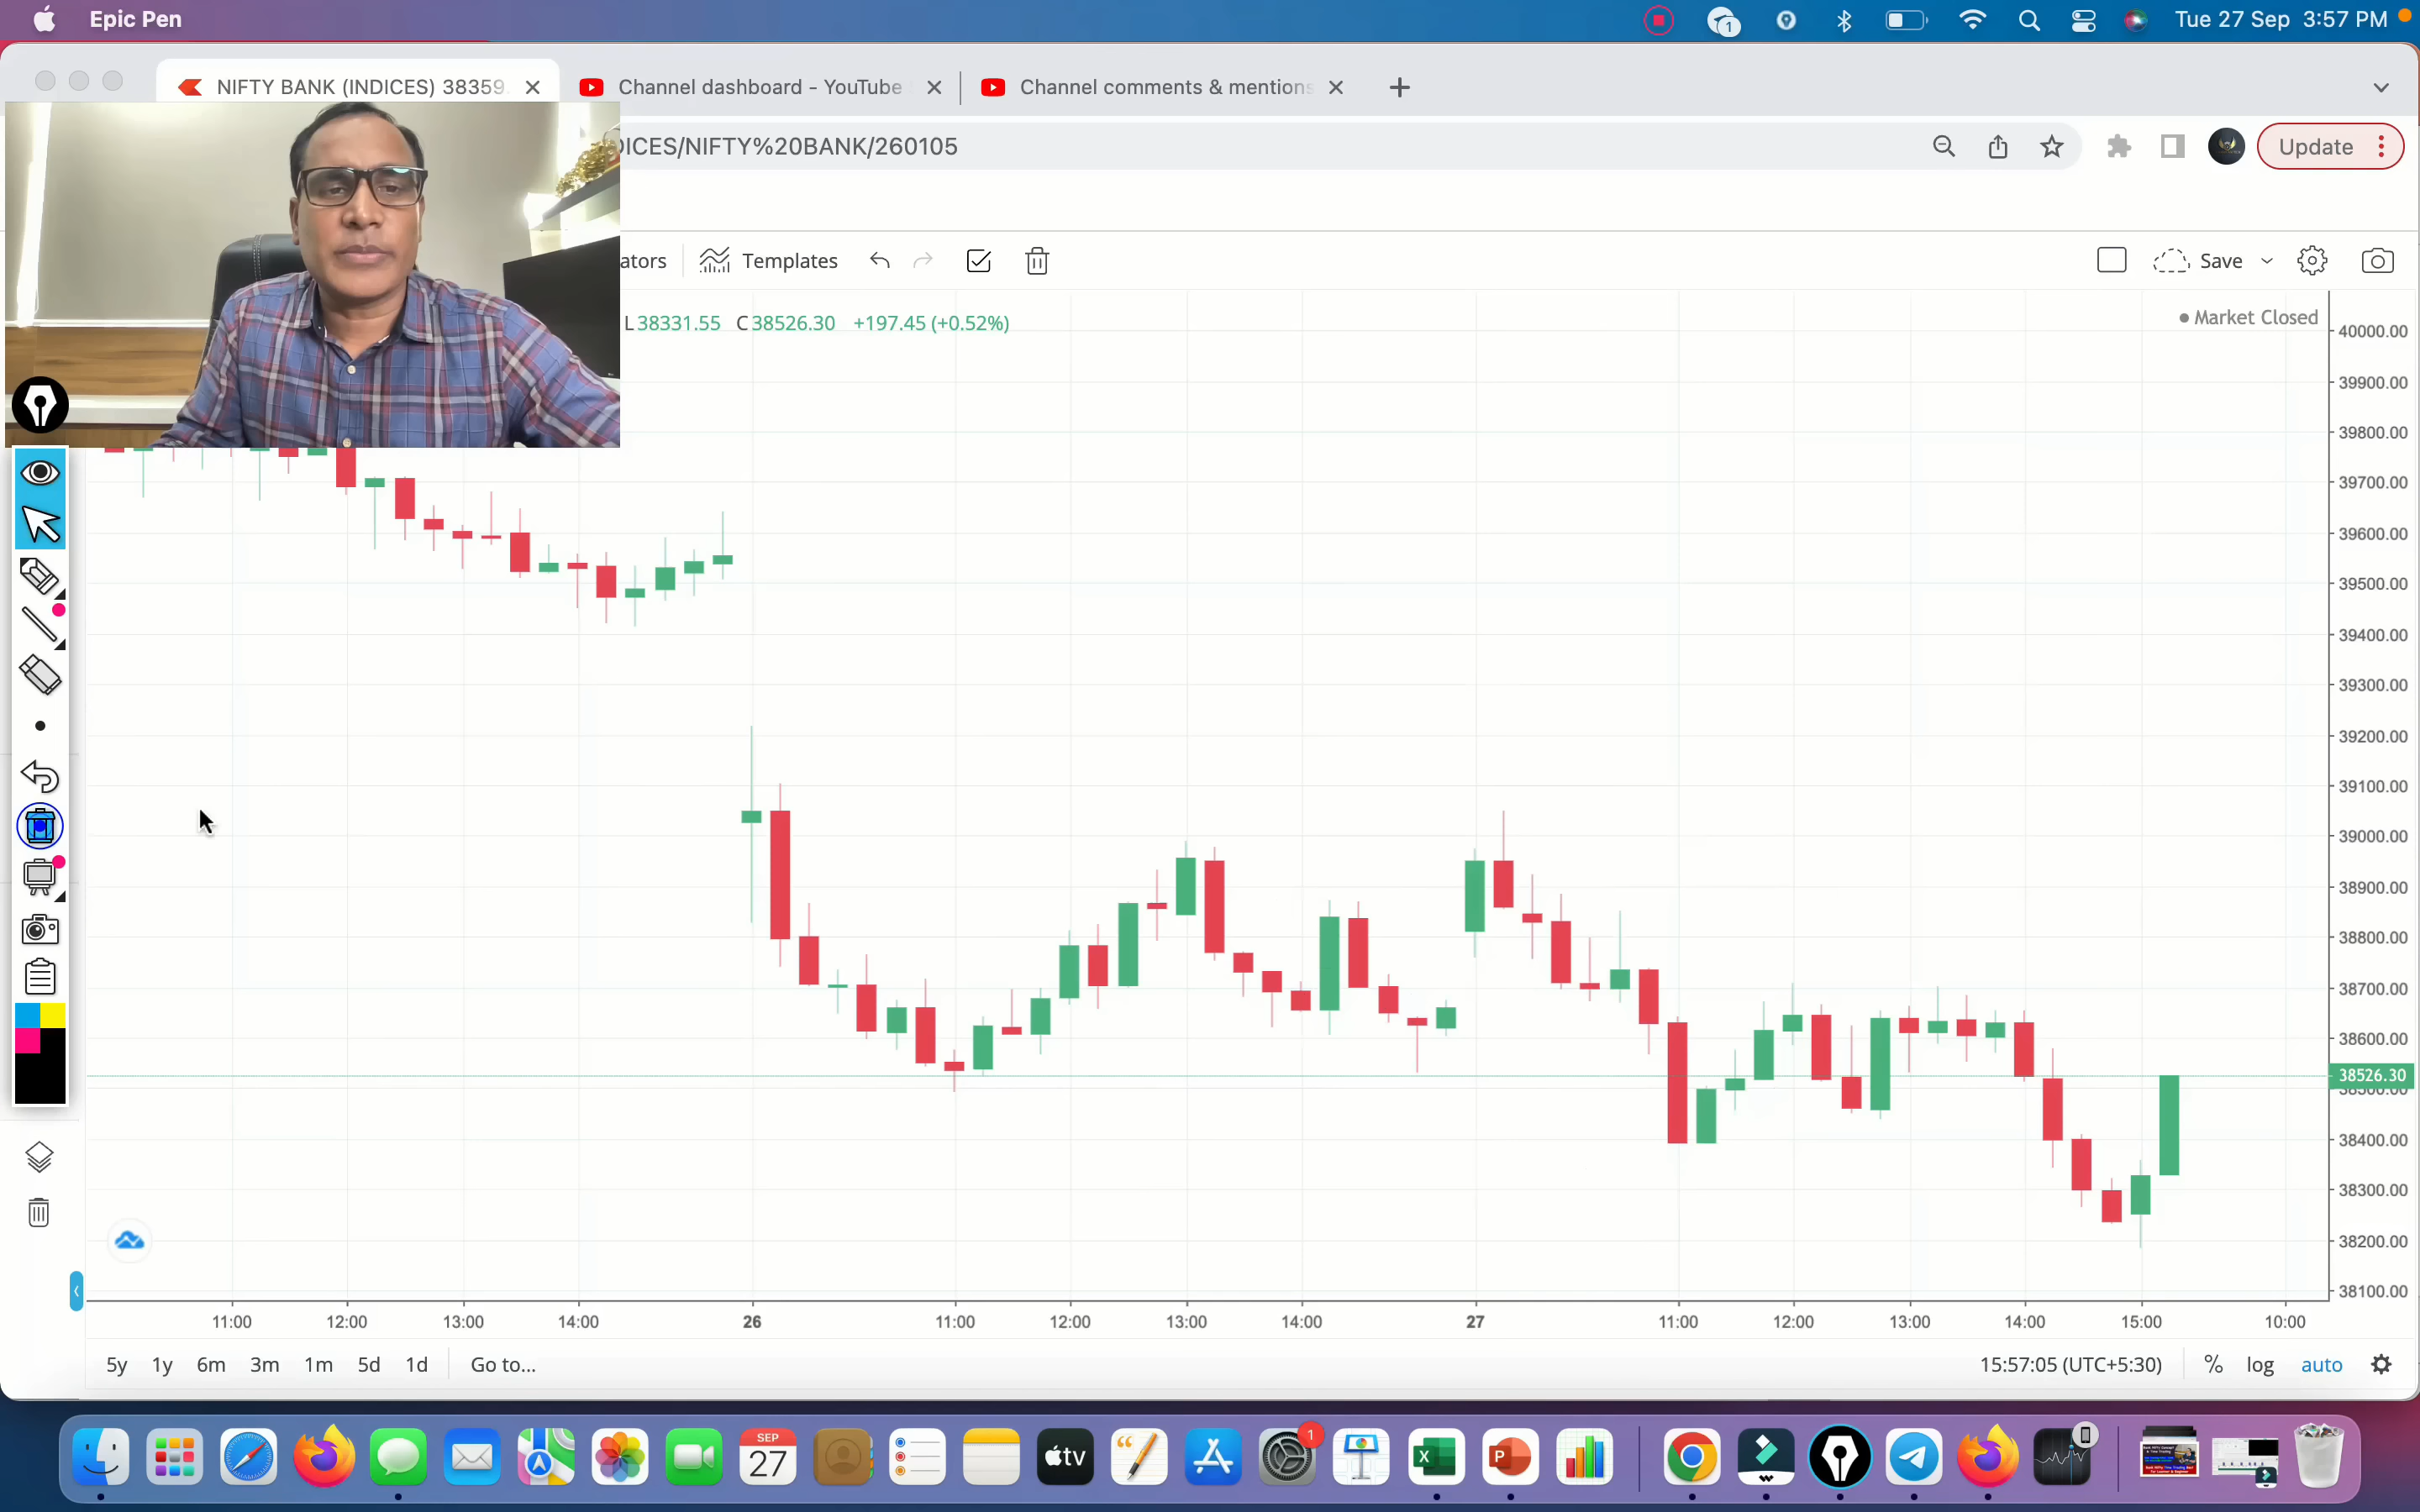 Epic Pen
1
Tue 27 Sep 3:57 PM
NIFTY BANK (INDICES) 38359
Channel dashboard - YouTube
Channel comments & mentions
ICES/NIFTY%20BANK/260105
Update
ators
Templates
Save
L38331.55 C38526.30 +197.45 (+0.52%)
Market Closed
40000.00
39900.00
39800.00
39700.00
39600.00
39500.00
39400.00
39300.00
39200.00
39100.00
39000.00
38900.00
38800.00
38700.00
38600.00
38526.30
38400.00
38300.00
38200.00
38100.00
11:00 12:00 13:00 14:00 26 11:00 12:00 13:00 14:00 27 11:00 12:00 13:00 14:00 15:00 10:00
5y 1y 6m 3m 1m 5d 1d Go to... 15:57:05 (UTC+5:30) % log auto
SEP
27
tv
1
X
P